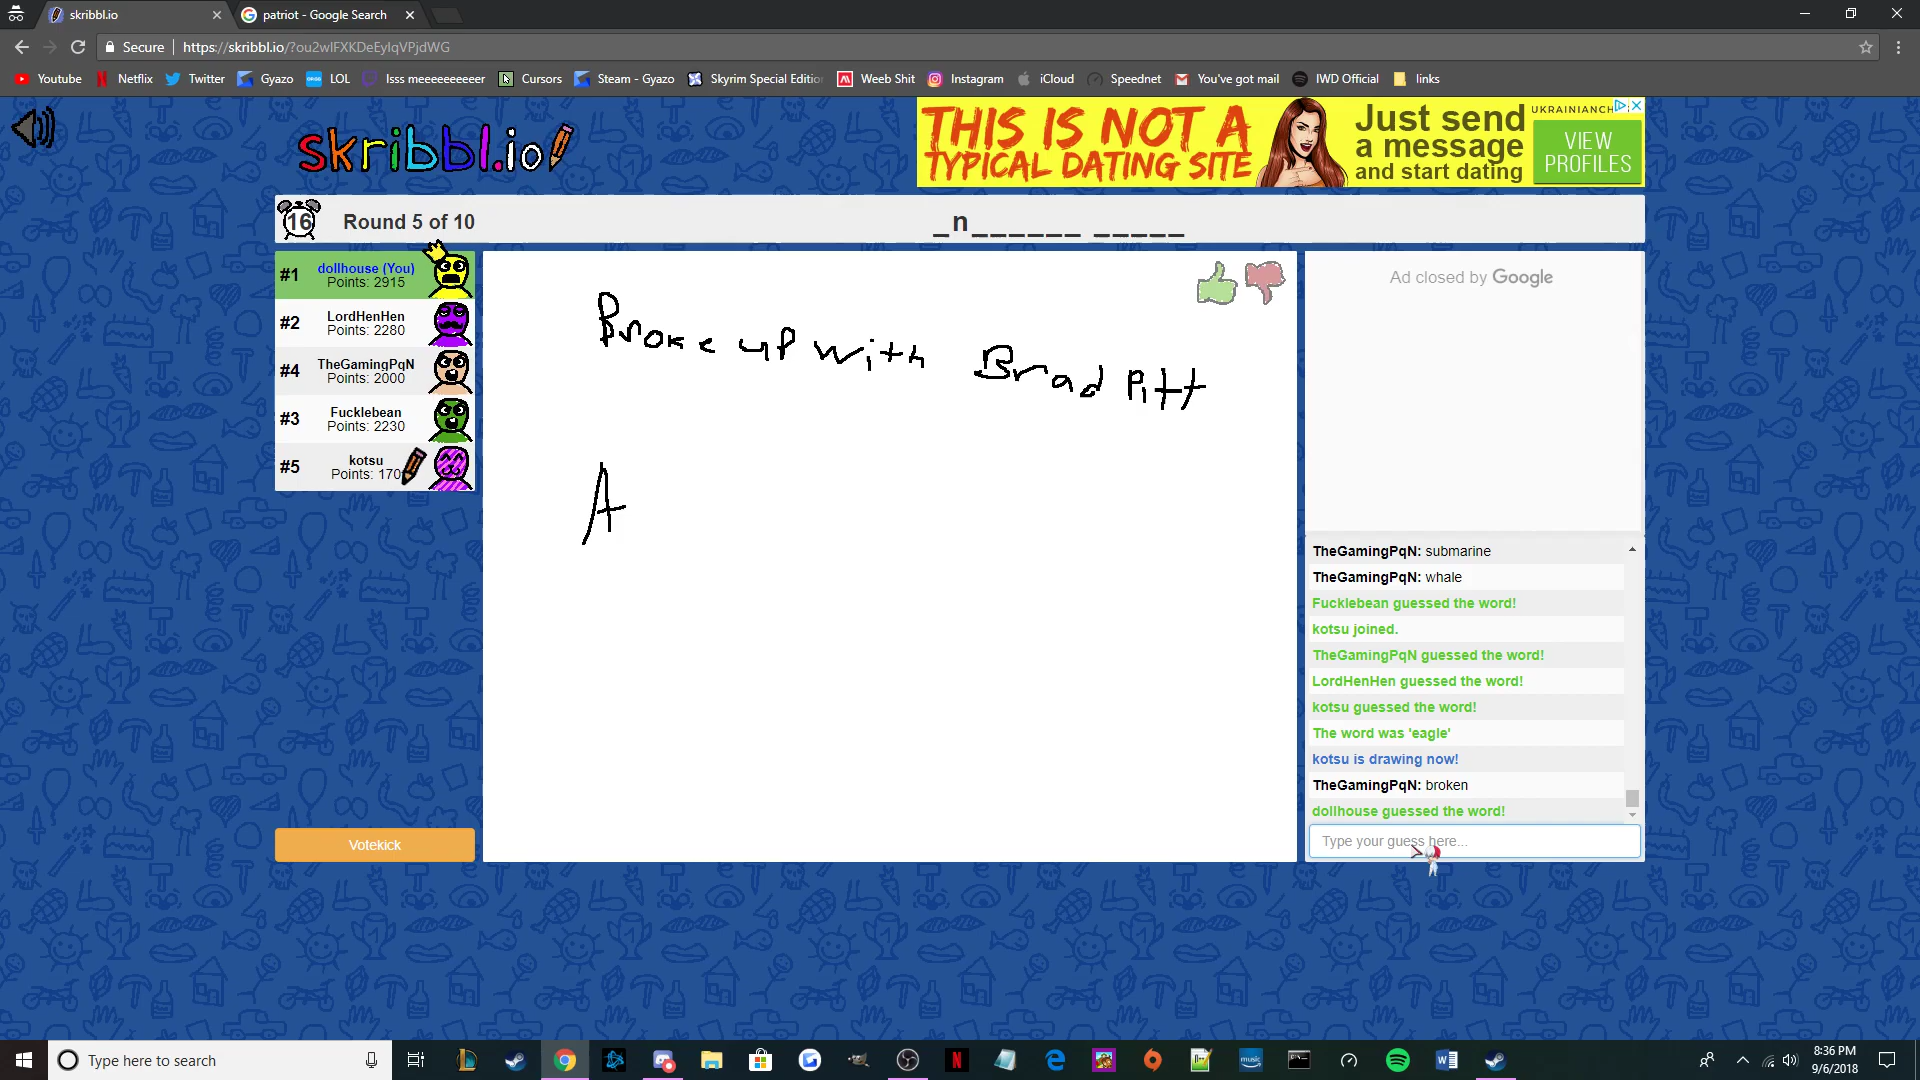 skribbl.io
patriot - Google Search
Secure
https://skribbl.io/?ou2wlFXKDeEylqVPjdWG
Youtube
Netflix
Twitter
Gyazo
LOL
Isss meeeeeeeeeer
Cursors
Steam - Gyazo
Skyrim Special Edition
Weeb Shit
Instagram
iCloud
Speednet
You've got mail
IWD Official
links
skribbl.io
THIS IS NOT A
TYPICAL DATING SITE
Just send
a message
and start dating
UKRAINIANCH
VIEW
PROFILES
16
Round 5 of 10
_n______ _____
#1
dollhouse (You)
Points: 2915
#2
LordHenHen
Points: 2280
#4
TheGamingPqN
Points: 2000
#3
Fucklebean
Points: 2230
#5
kotsu
Points: 170
Votekick
Broke up with Brad Pitt
A
Ad closed by Google
TheGamingPqN: submarine
TheGamingPqN: whale
Fucklebean guessed the word!
kotsu joined.
TheGamingPqN guessed the word!
LordHenHen guessed the word!
kotsu guessed the word!
The word was 'eagle'
kotsu is drawing now!
TheGamingPqN: broken
dollhouse guessed the word!
Type your guess here...
Type here to search
8:36 PM
9/6/2018